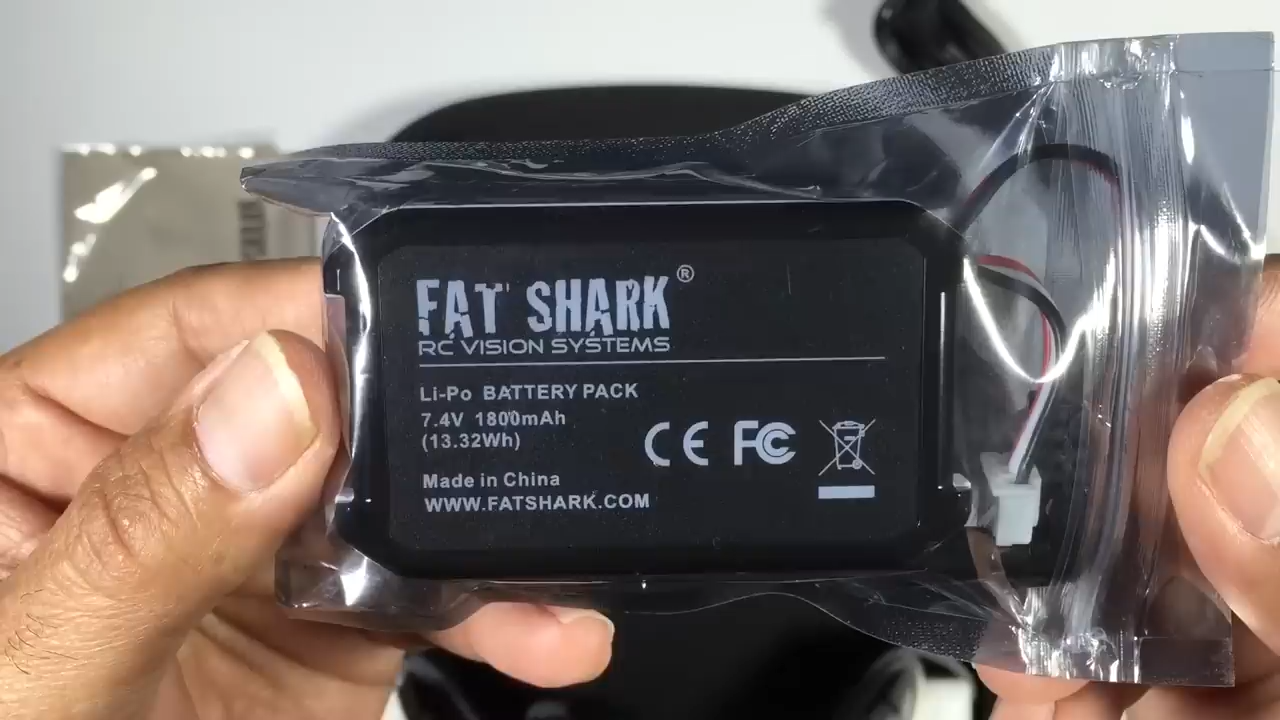 FAT SHARK®
RC VISION SYSTEMS
Li-Po BATTERY PACK
7.4V 1800mAh
(13.32Wh)
CE FC
Made in China
WWW.FATSHARK.COM